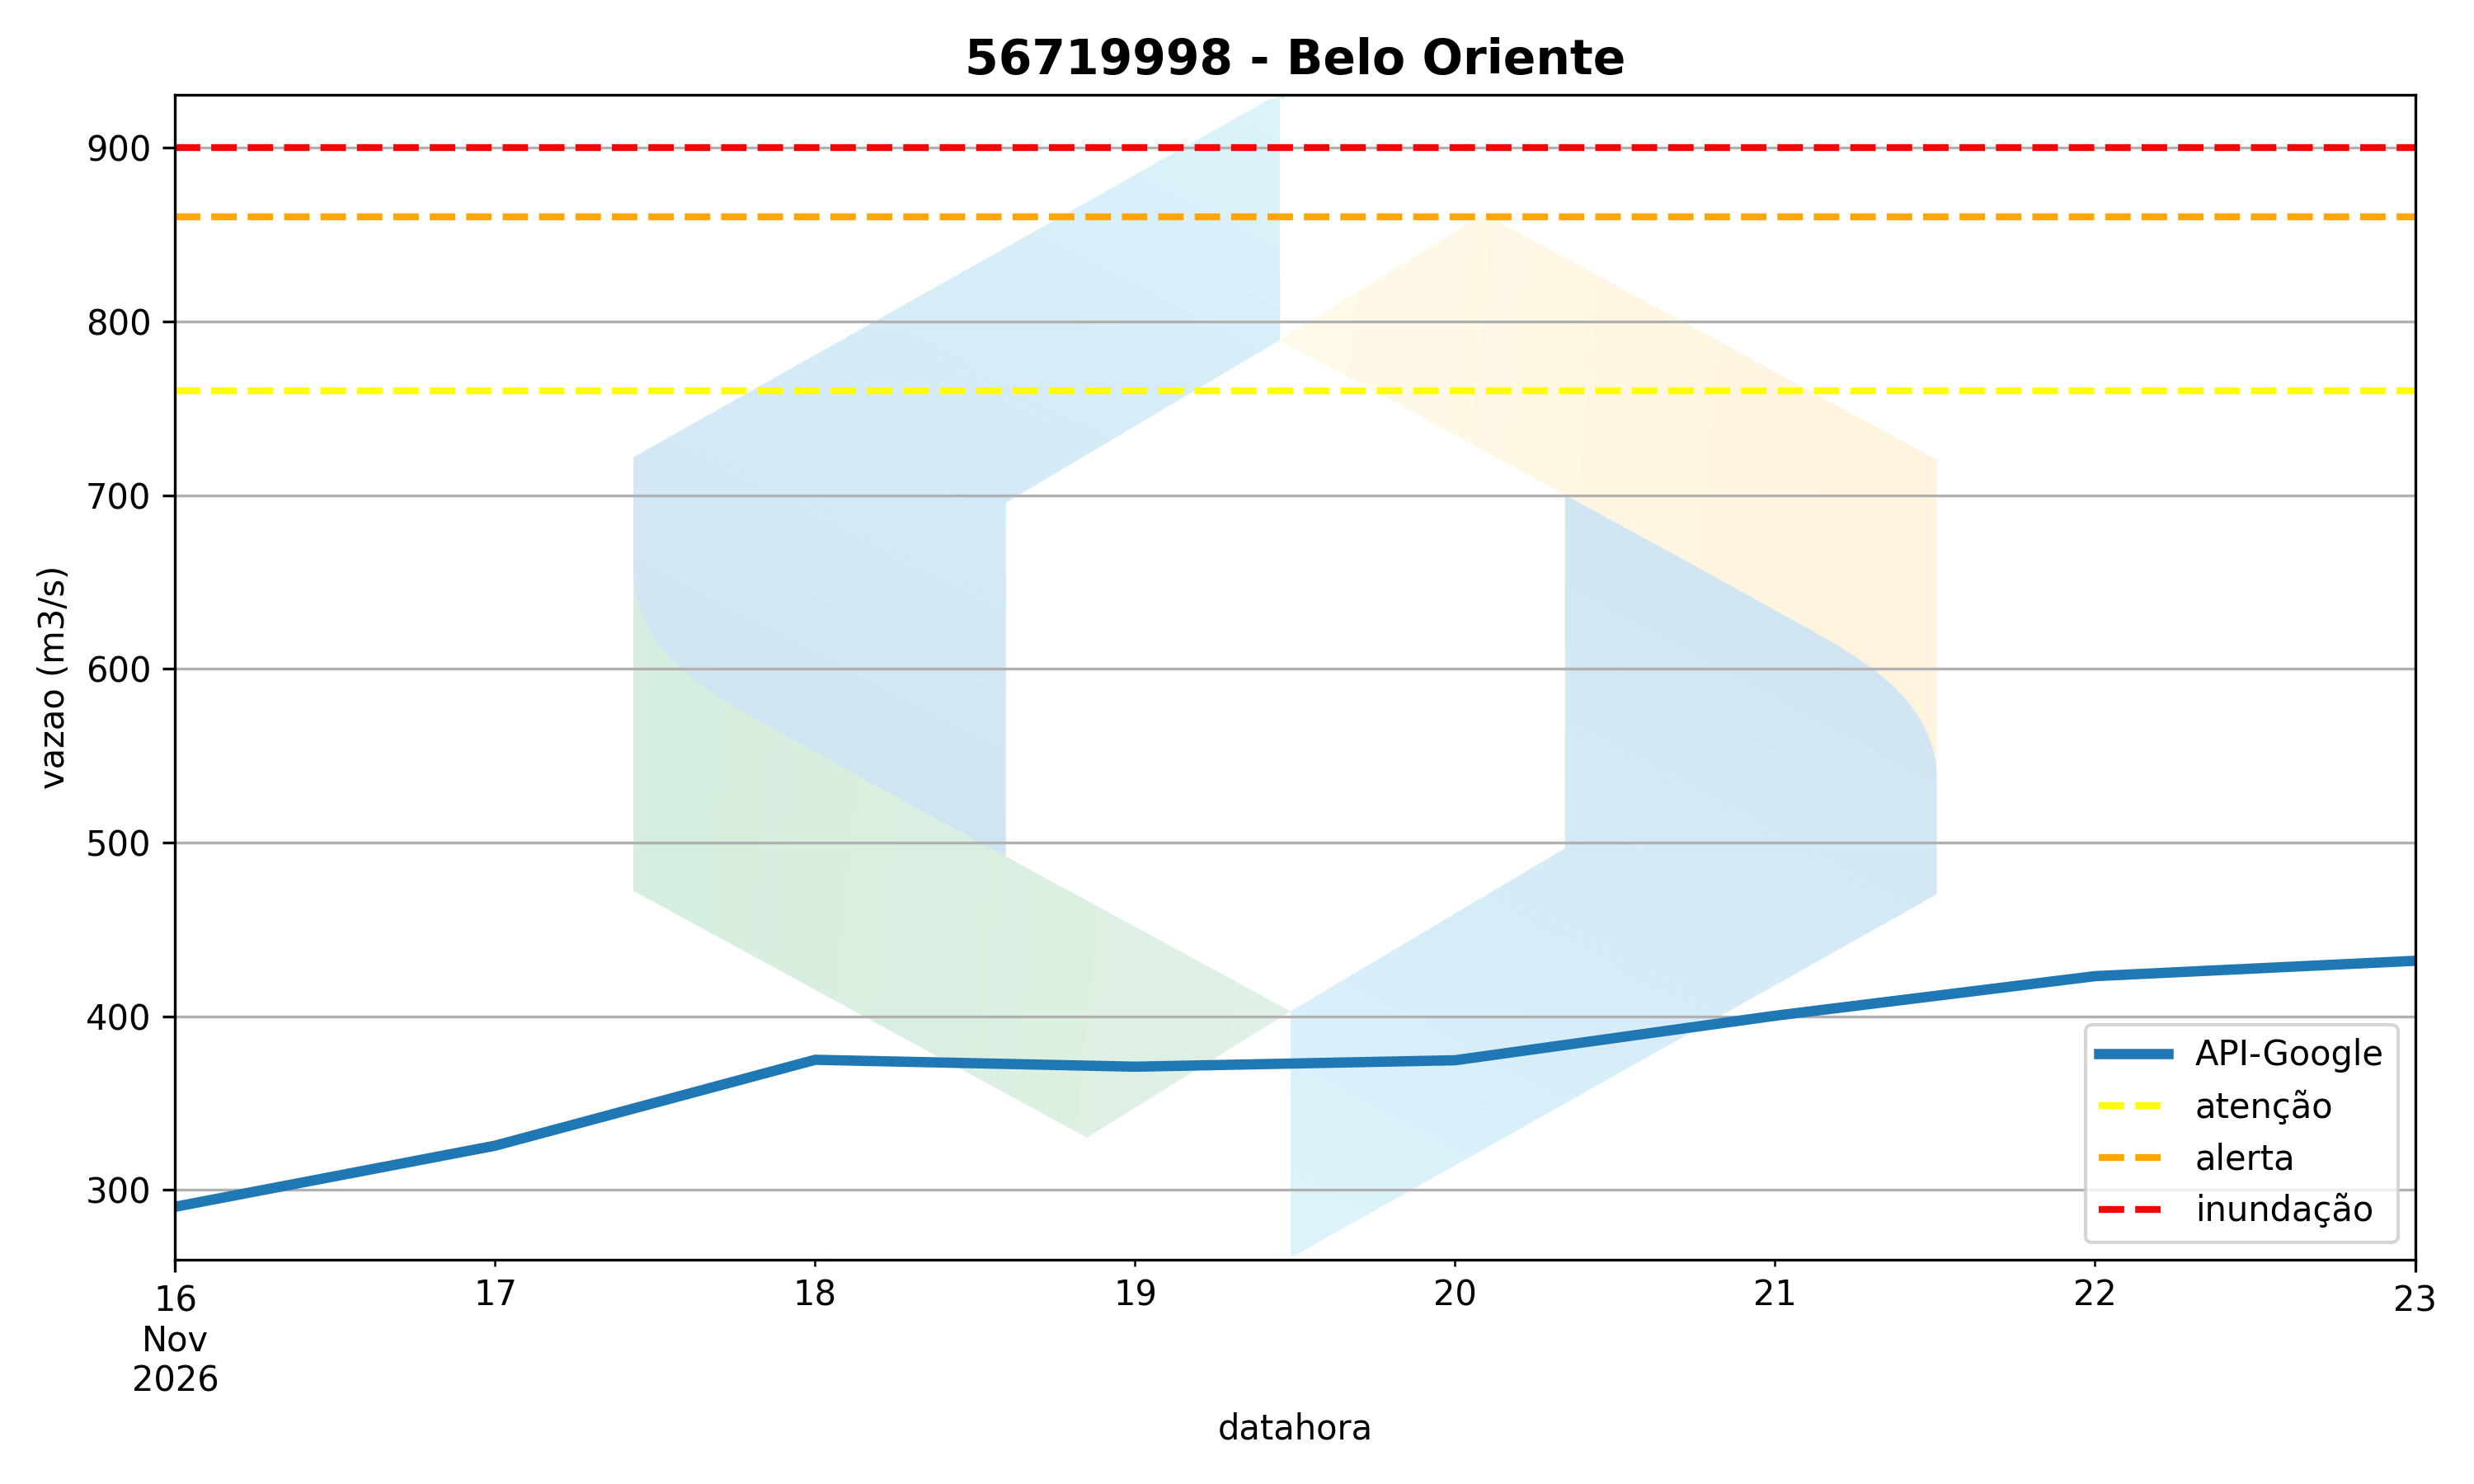 56719998 - Belo Oriente
900
800
700
600
500
400
300
vazao (m3/s)
API-Google
atenção
alerta
inundação
16 17 18 19 20 21 22 23
Nov
2026
datahora